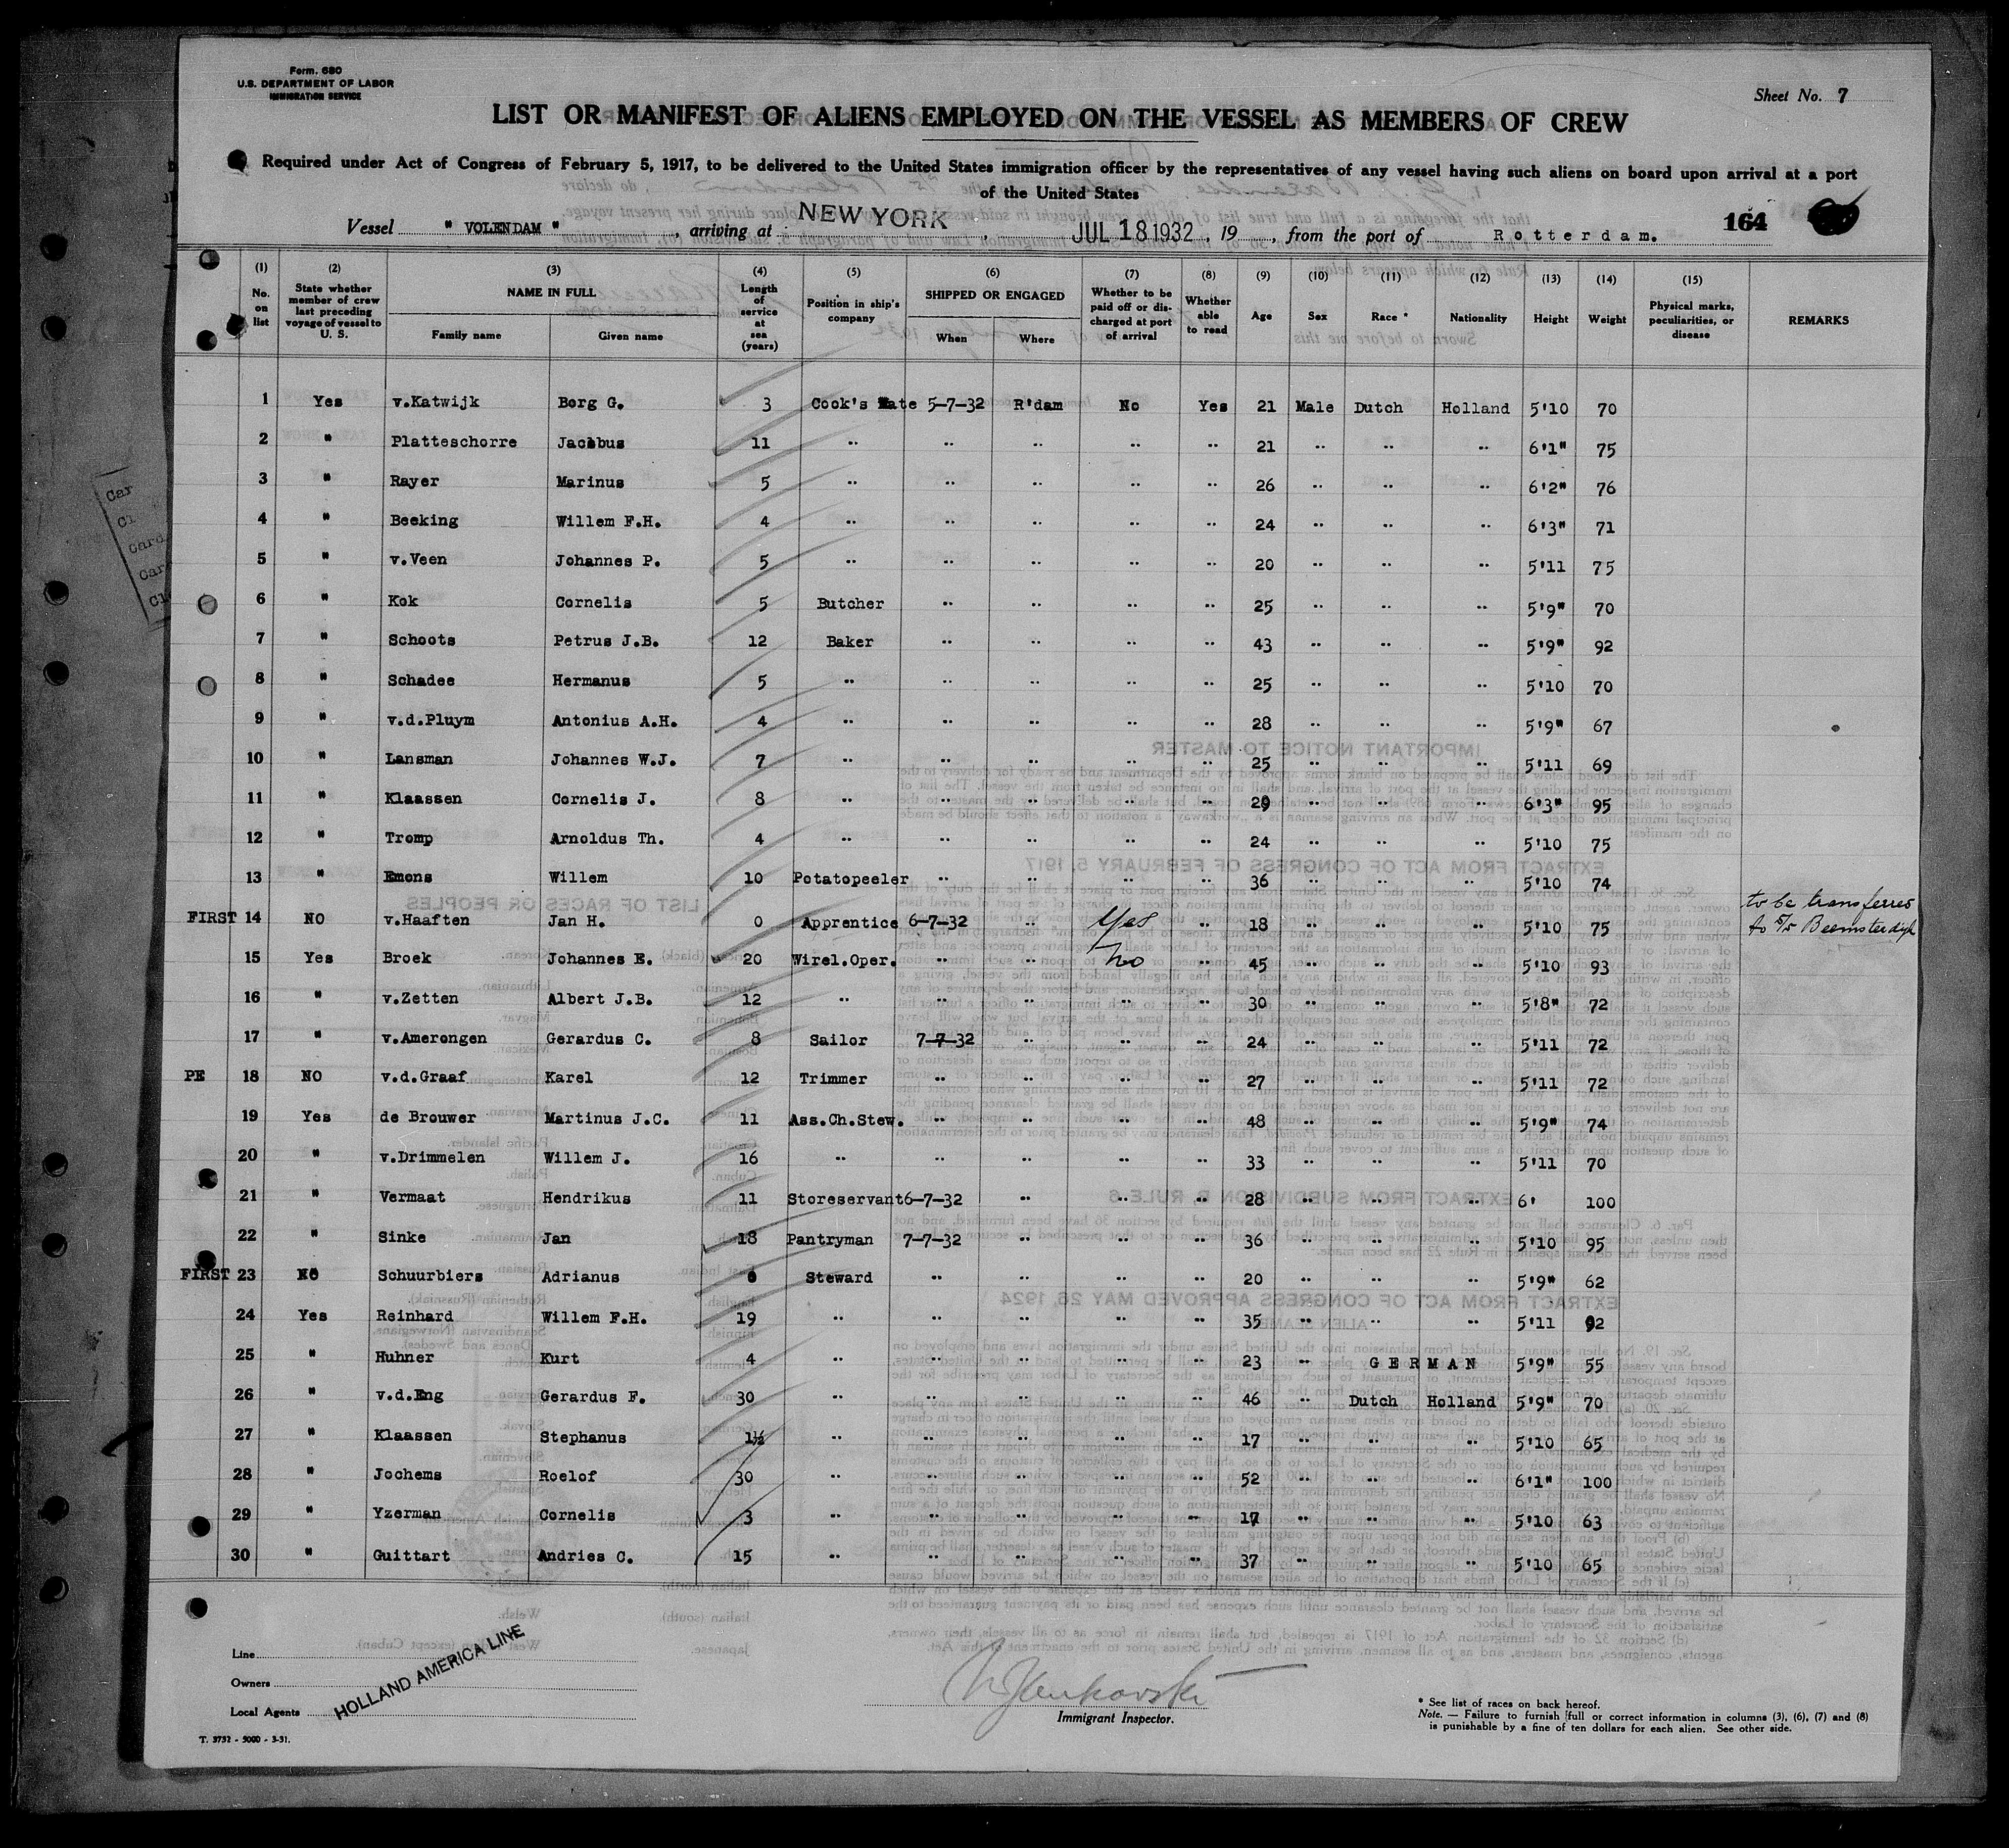 Form. 680
U.S. DEPARTMENT OF LABOR
IMMIGRATION SERVICE
Sheet No. 7
LIST OR MANIFEST OF ALIENS EMPLOYED ON THE VESSEL AS MEMBERS OF CREW
Required under Act of Congress of February 5, 1917, to be delivered to the United States immigration officer by the representatives of any vessel having such aliens on board upon arrival at a port
of the United States
Vessel " VOLENDAM " , arriving at NEW YORK , JUL 18 1932 , 19 , from the port of Rotterdam. 164
(1) (2) (3) (4) (5) (6) (7) (8) (9) (10) (11) (12) (13) (14) (15)
No. on list State whether member of crew last preceding voyage of vessel to U. S. NAME IN FULL Family name Given name Length of service at sea (years) Position in ship's company SHIPPED OR ENGAGED When Where Whether to be paid off or discharged at port of arrival Whether able to read Age Sex Race * Nationality Height Weight Physical marks, peculiarities, or disease REMARKS
1 Yes v.Katwijk Borg G. 3 Cook's Mate 5-7-32 R'dam No Yes 21 Male Dutch Holland 5'10 70
2 " Platteschorre Jacobus 11 " " " " " 21 " " " 6'1" 75
3 " Rayer Marinus 5 " " " " " 26 " " " 6'2" 76
4 " Beeking Willem F.H. 4 " " " " " 24 " " " 6'3" 71
5 " v.Veen Johannes P. 5 " " " " " 20 " " " 5'11 75
6 " Kok Cornelis 5 Butcher " " " " 25 " " " 5'9" 70
7 " Schoots Petrus J.B. 12 Baker " " " " 43 " " " 5'9" 92
8 " Schadee Hermanus 5 " " " " " 25 " " " 5'10 70
9 " v.d.Pluym Antonius A.H. 4 " " " " " 28 " " " 5'9" 67
10 " Lansman Johannes W.J. 7 " " " " " 25 " " " 5'11 69
11 " Klaassen Cornelis J. 8 " " " " " 29 " " " 6'3" 95
12 " Tromp Arnoldus Th. 4 " " " " " 24 " " " 5'10 75
13 " Emens Willem 10 Potatopeeler " " " " 36 " " " 5'10 74
FIRST 14 NO v.Haaften Jan H. 0 Apprentice 6-7-32 " Yes " 18 " " " 5'10 75 to be transferres to S/S Beemsterdijk
15 Yes Broek Johannes E. 20 Wirel.Oper. " " No " 45 " " " 5'10 93
16 " v.Zetten Albert J.B. 12 " " " " " 30 " " " 5'8" 72
17 " v.Amerongen Gerardus C. 8 Sailor 7-7-32 " " " 24 " " " 5'11 72
PE 18 NO v.d.Graaf Karel 12 Trimmer " " " " 27 " " " 5'11 72
19 Yes de Brouwer Martinus J.C. 11 Ass.Ch.Stew. " " " " 48 " " " 5'9" 74
20 " v.Drimmelen Willem J. 16 " " " " " 33 " " " 5'11 70
21 " Vermaat Hendrikus 11 Storeservant 6-7-32 " " " 28 " " " 6' 100
22 " Sinke Jan 18 Pantryman 7-7-32 " " " 36 " " " 5'10 95
FIRST 23 NO Schuurbiers Adrianus 0 Steward " " " " 20 " " " 5'9" 62
24 Yes Reinhard Willem F.H. 19 " " " " " 35 " " " 5'11 92
25 " Huhner Kurt 4 " " " " " 23 " GERMAN 5'9" 55
26 " v.d.Eng Gerardus F. 30 " " " " " 46 " Dutch Holland 5'9" 70
27 " Klaassen Stephanus 1½ " " " " " 17 " " " 5'10 65
28 " Jochems Roelof 30 " " " " " 52 " " " 6'1" 100
29 " Yzerman Cornelis 3 " " " " " 17 " " " 5'10 63
30 " Guittart Andries C. 15 " " " " " 37 " " " 5'10 65
Line
Owners
Local Agents
HOLLAND AMERICA LINE
Immigrant Inspector.
* See list of races on back hereof.
Note. — Failure to furnish full or correct information in columns (3), (6), (7) and (8)
is punishable by a fine of ten dollars for each alien. See other side.
T. 3732 - 5000 - 3-31.